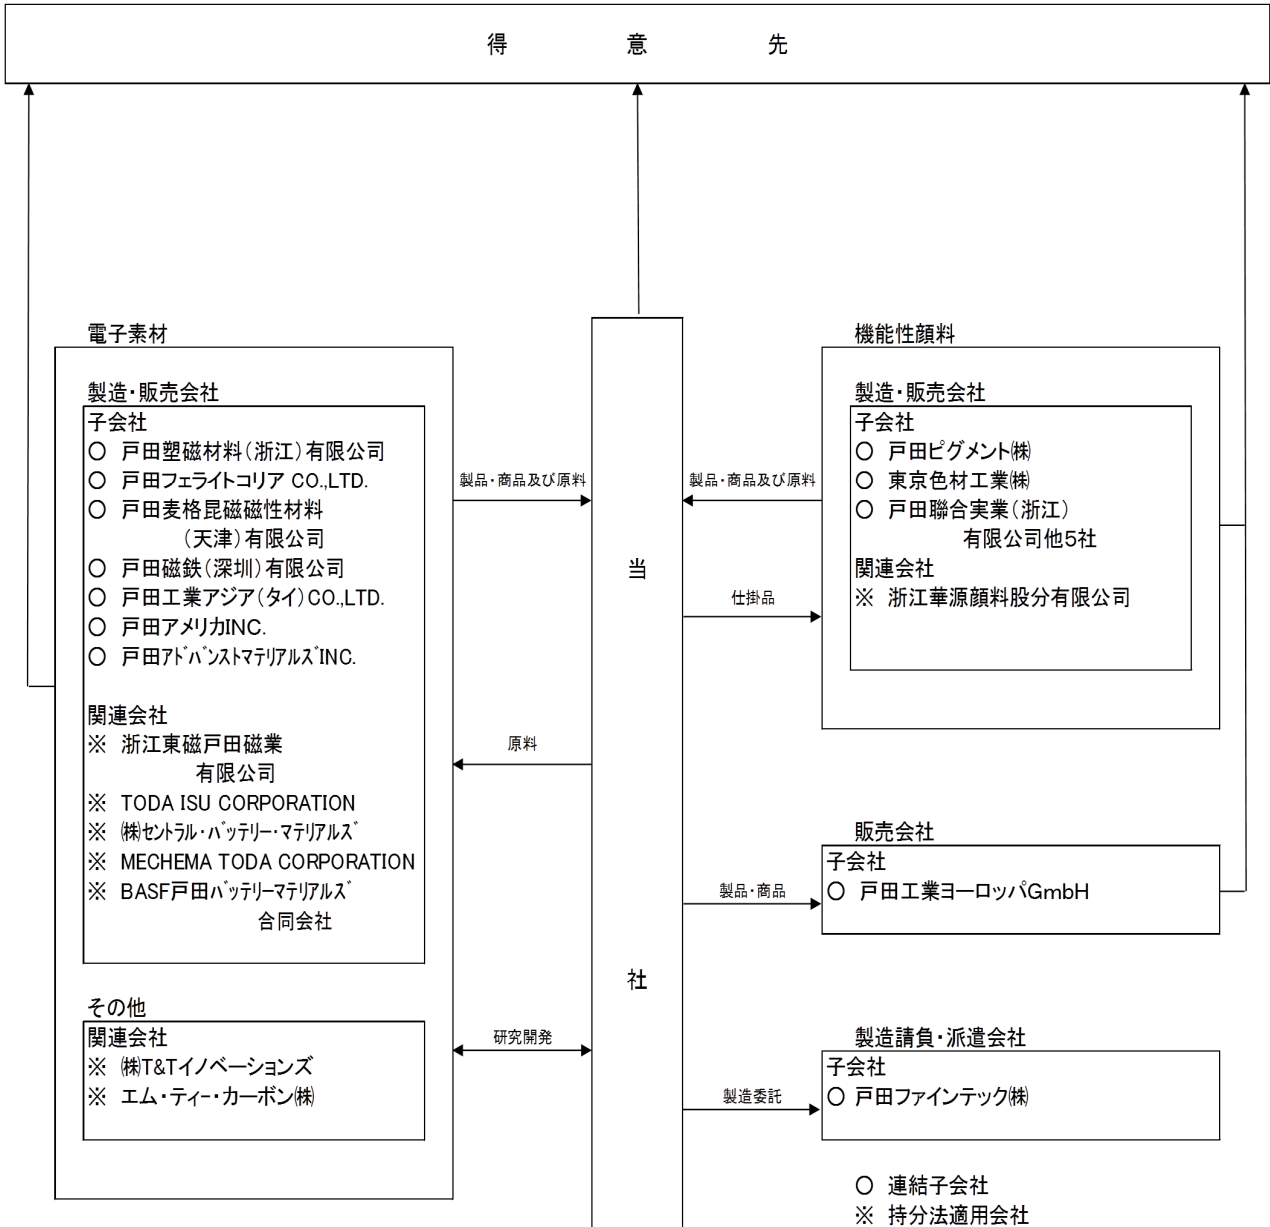 得意先
電子素材
製造・販売会社
子会社
○ 戸田塑磁材料(浙江)有限公司
○ 戸田フェライトコリア CO.,LTD.
○ 戸田麦格昆磁磁性材料
(天津)有限公司
○ 戸田磁鉄(深圳)有限公司
○ 戸田工業アジア(タイ)CO.,LTD.
○ 戸田アメリカINC.
○ 戸田アドバンストマテリアルズINC.
関連会社
※ 浙江東磁戸田磁業
有限公司
※ TODA ISU CORPORATION
※ ㈱セントラル・バッテリー・マテリアルズ
※ MECHEMA TODA CORPORATION
※ BASF戸田バッテリーマテリアルズ
合同会社
その他
関連会社
※ ㈱T&Tイノベーションズ
※ エム・ティー・カーボン㈱
製品・商品及び原料
原料
研究開発
当社
製品・商品及び原料
仕掛品
製品・商品
製造委託
機能性顔料
製造・販売会社
子会社
○ 戸田ピグメント㈱
○ 東京色材工業㈱
○ 戸田聯合実業(浙江)
有限公司他5社
関連会社
※ 浙江華源顔料股分有限公司
販売会社
子会社
○ 戸田工業ヨーロッパGmbH
製造請負・派遣会社
子会社
○ 戸田ファインテック㈱
○ 連結子会社
※ 持分法適用会社